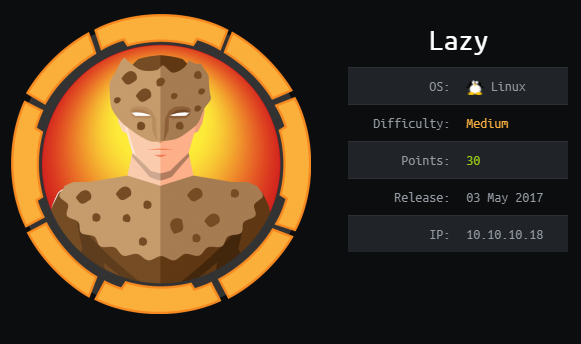 Lazy
OS: Linux
Difficulty: Medium
Points: 30
Release: 03 May 2017
IP: 10.10.10.18